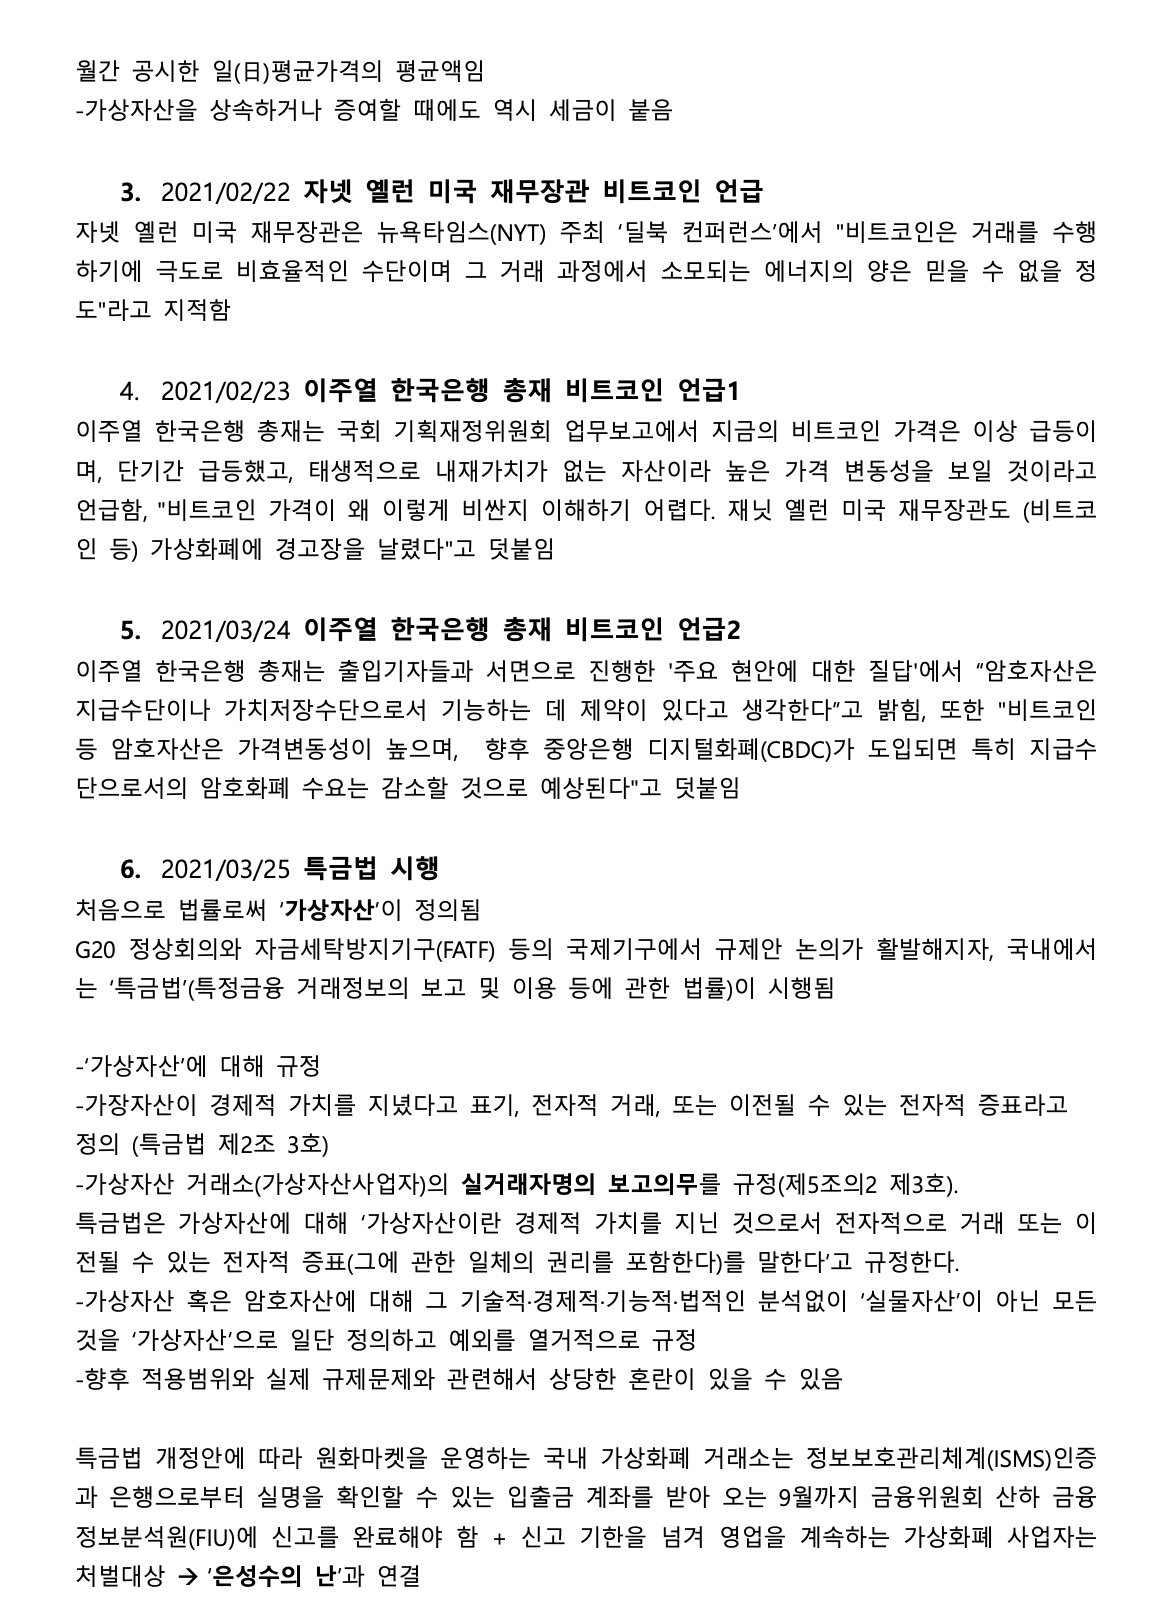 월간 공시한 일(日)평균가격의 평균액임
-가상자산을 상속하거나 증여할 때에도 역시 세금이 붙음
3. 2021/02/22 자넷 옐런 미국 재무장관 비트코인 언급
자넷 옐런 미국 재무장관은 뉴욕타임스(NYT) 주최 ‘딜북 컨퍼런스’에서 "비트코인은 거래를 수행
하기에 극도로 비효율적인 수단이며 그 거래 과정에서 소모되는 에너지의 양은 믿을 수 없을 정
도"라고 지적함
4. 2021/02/23 이주열 한국은행 총재 비트코인 언급1
이주열 한국은행 총재는 국회 기획재정위원회 업무보고에서 지금의 비트코인 가격은 이상 급등이
며, 단기간 급등했고, 태생적으로 내재가치가 없는 자산이라 높은 가격 변동성을 보일 것이라고
언급함, "비트코인 가격이 왜 이렇게 비싼지 이해하기 어렵다. 재닛 옐런 미국 재무장관도 (비트코
인 등) 가상화폐에 경고장을 날렸다"고 덧붙임
5. 2021/03/24 이주열 한국은행 총재 비트코인 언급2
이주열 한국은행 총재는 출입기자들과 서면으로 진행한 '주요 현안에 대한 질답'에서 “암호자산은
지급수단이나 가치저장수단으로서 기능하는 데 제약이 있다고 생각한다”고 밝힘, 또한 "비트코인
등 암호자산은 가격변동성이 높으며, 향후 중앙은행 디지털화폐(CBDC)가 도입되면 특히 지급수
단으로서의 암호화폐 수요는 감소할 것으로 예상된다"고 덧붙임
6. 2021/03/25 특금법 시행
처음으로 법률로써 ‘가상자산’이 정의됨
G20 정상회의와 자금세탁방지기구(FATF) 등의 국제기구에서 규제안 논의가 활발해지자, 국내에서
는 ‘특금법’(특정금융 거래정보의 보고 및 이용 등에 관한 법률)이 시행됨
-‘가상자산’에 대해 규정
-가장자산이 경제적 가치를 지녔다고 표기, 전자적 거래, 또는 이전될 수 있는 전자적 증표라고
정의 (특금법 제2조 3호)
-가상자산 거래소(가상자산사업자)의 실거래자명의 보고의무를 규정(제5조의2 제3호).
특금법은 가상자산에 대해 ‘가상자산이란 경제적 가치를 지닌 것으로서 전자적으로 거래 또는 이
전될 수 있는 전자적 증표(그에 관한 일체의 권리를 포함한다)를 말한다’고 규정한다.
-가상자산 혹은 암호자산에 대해 그 기술적·경제적·기능적·법적인 분석없이 ‘실물자산’이 아닌 모든
것을 ‘가상자산’으로 일단 정의하고 예외를 열거적으로 규정
-향후 적용범위와 실제 규제문제와 관련해서 상당한 혼란이 있을 수 있음
특금법 개정안에 따라 원화마켓을 운영하는 국내 가상화폐 거래소는 정보보호관리체계(ISMS)인증
과 은행으로부터 실명을 확인할 수 있는 입출금 계좌를 받아 오는 9월까지 금융위원회 산하 금융
정보분석원(FIU)에 신고를 완료해야 함 + 신고 기한을 넘겨 영업을 계속하는 가상화폐 사업자는
처벌대상 → ‘은성수의 난’과 연결